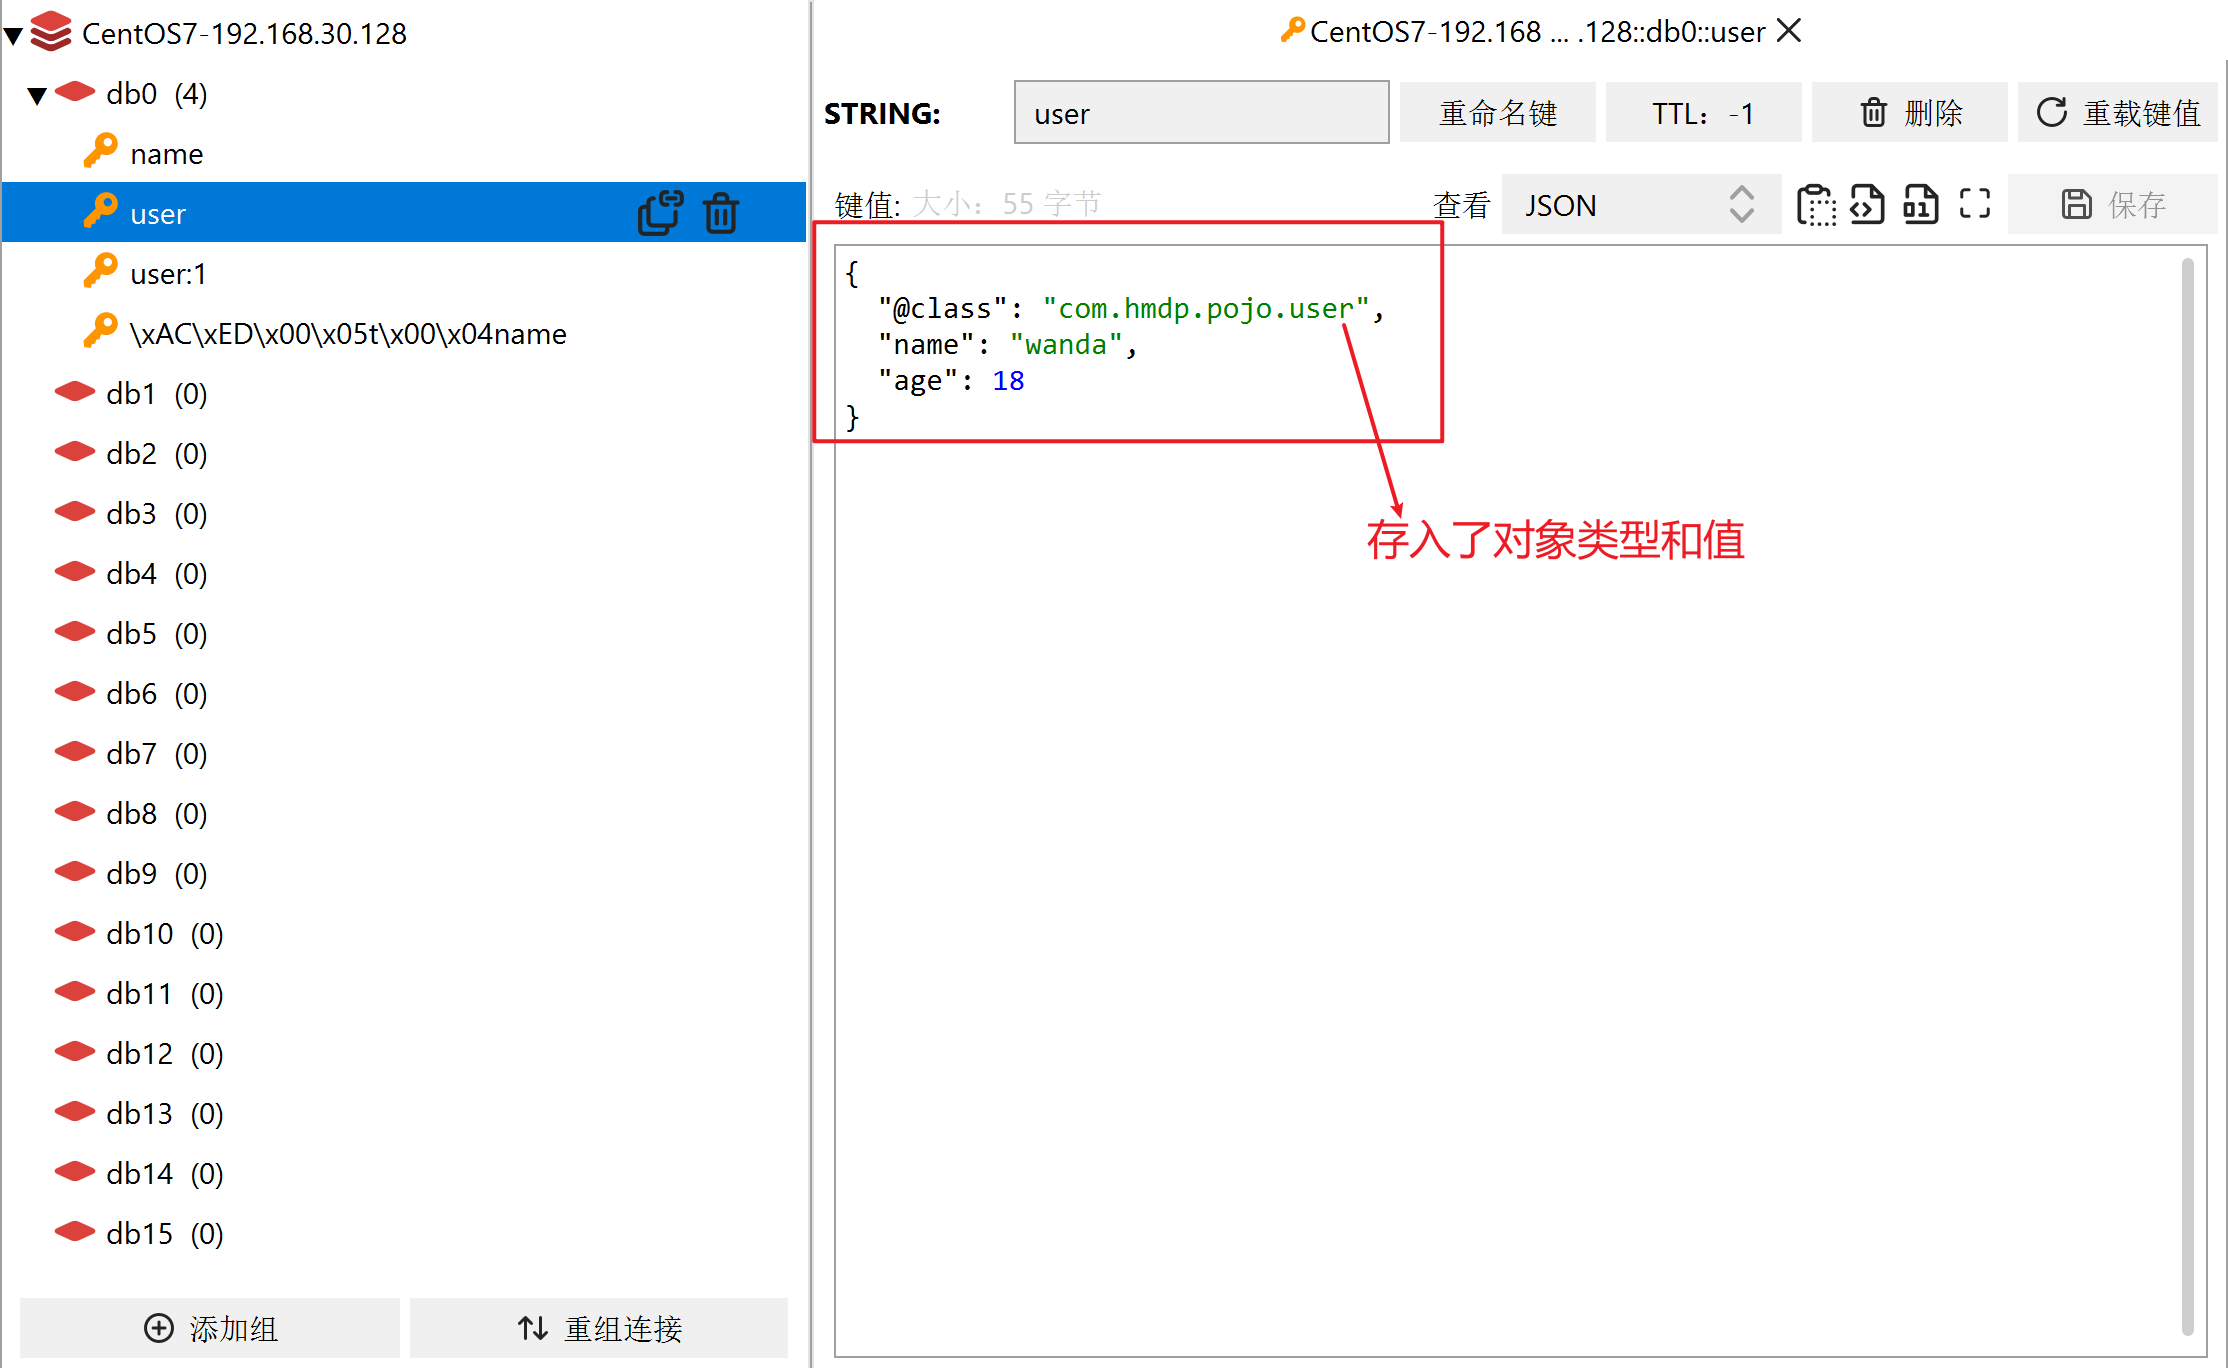 CentOS7-192.168.30.128
db0 (4)
name
user
user:1
\xAC\xED\x00\x05t\x00\x04name
db1 (0)
db2 (0)
db3 (0)
db4 (0)
db5 (0)
db6 (0)
db7 (0)
db8 (0)
db9 (0)
db10 (0)
db11 (0)
db12 (0)
db13 (0)
db14 (0)
db15 (0)
添加组
重组连接
CentOS7-192.168 ... .128::db0::user
STRING:
user
重命名键
TTL：-1
删除
重载键值
键值: 大小：55 字节
查看
JSON
保存
{
"@class": "com.hmdp.pojo.user",
"name": "wanda",
"age": 18
}
存入了对象类型和值